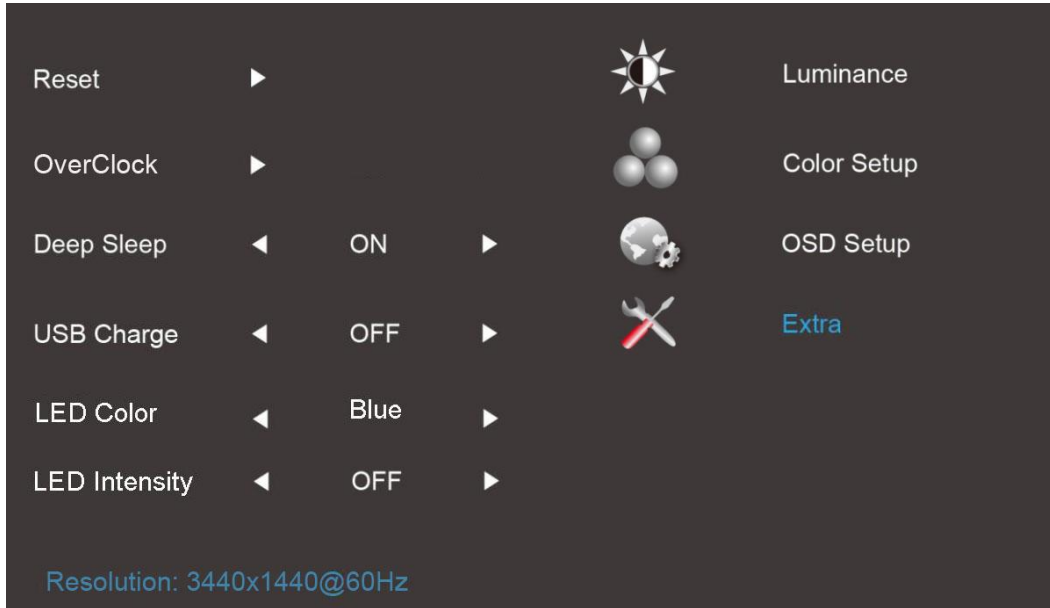 Reset
OverClock
Deep Sleep ON
USB Charge OFF
LED Color Blue
LED Intensity OFF
Luminance
Color Setup
OSD Setup
Extra
Resolution: 3440x1440@60Hz